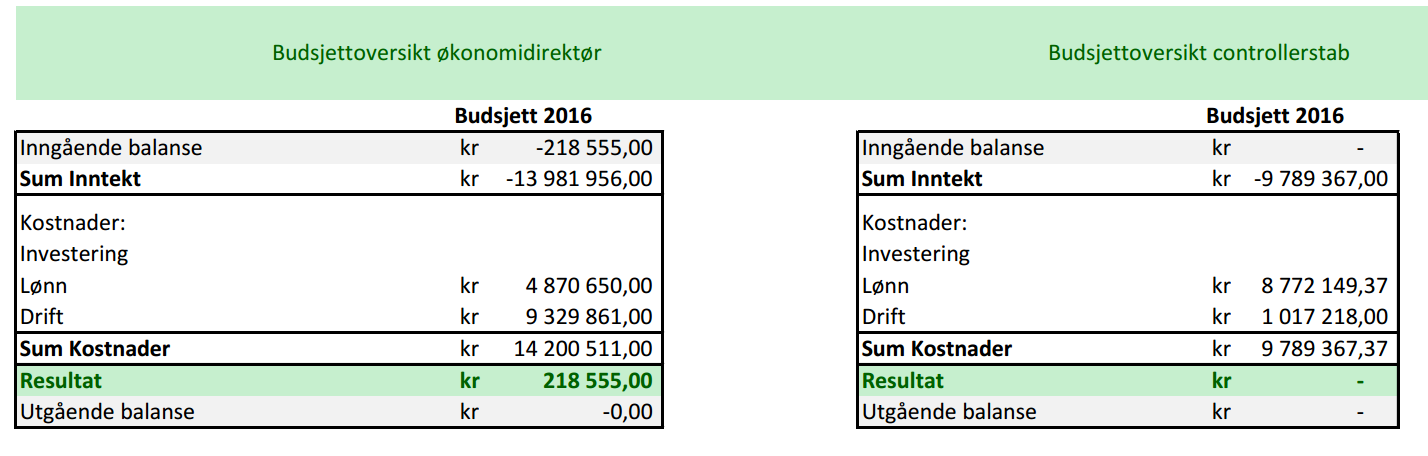 Budsjettoversikt økonomidirektør
Budsjett 2016
Inngående balanse kr -218 555,00
Sum Inntekt kr -13 981 956,00
Kostnader:
Investering
Lønn kr 4 870 650,00
Drift kr 9 329 861,00
Sum Kostnader kr 14 200 511,00
Resultat kr 218 555,00
Utgående balanse kr -0,00
Budsjettoversikt controllerstab
Budsjett 2016
Inngående balanse kr -
Sum Inntekt kr -9 789 367,00
Kostnader:
Investering
Lønn kr 8 772 149,37
Drift kr 1 017 218,00
Sum Kostnader kr 9 789 367,37
Resultat kr -
Utgående balanse kr -